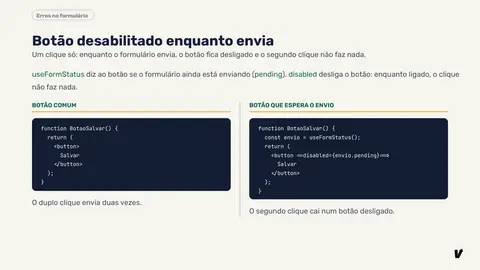 Erros no formulário
Botão desabilitado enquanto envia
Um clique só: enquanto o formulário envia, o botão fica desligado e o segundo clique não faz nada.
useFormStatus diz ao botão se o formulário ainda está enviando (pending). disabled desliga o botão: enquanto ligado, o clique
não faz nada.
BOTÃO COMUM
function BotaoSalvar() {
  return (
    <button>
      Salvar
    </button>
  );
}
O duplo clique envia duas vezes.
BOTÃO QUE ESPERA O ENVIO
function BotaoSalvar() {
  const envio = useFormStatus();
  return (
    <button ==disabled={envio.pending}==>
      Salvar
    </button>
  );
}
O segundo clique cai num botão desligado.